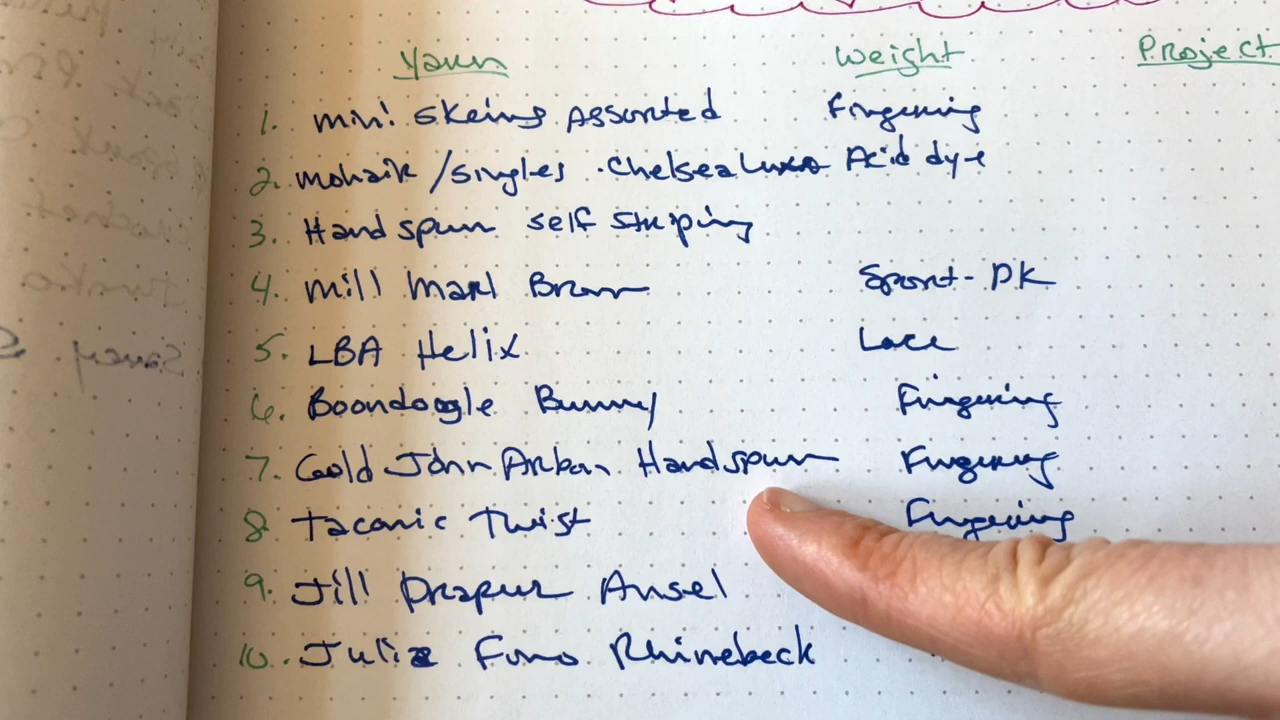 Yarn Weight Project
1. mini skeins Assorted Fingering
2. mohair/singles · Chelsea Luxe Acid dye
3. Handspun self striping
4. mill marl Brown Sport-DK
5. LBA Helix Lace
6. Boondoggle Bunny Fingering
7. Gold John Arbon Handspun Fingering
8. Taconic Twist Fingering
9. Jill Draper Ansel
10. Julie Rhinebeck